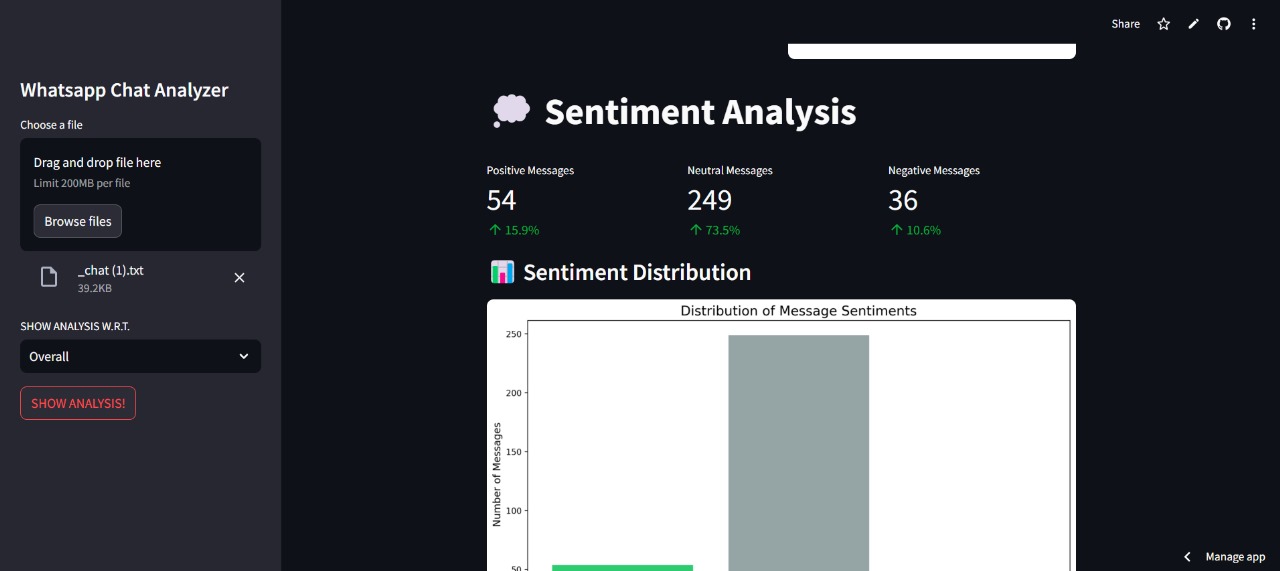 Share
Whatsapp Chat Analyzer
Choose a file
Drag and drop file here
Limit 200MB per file
Browse files
_chat (1).txt
39.2KB
SHOW ANALYSIS W.R.T.
Overall
SHOW ANALYSIS!
Sentiment Analysis
Positive Messages
54
↑ 15.9%
Neutral Messages
249
↑ 73.5%
Negative Messages
36
↑ 10.6%
Sentiment Distribution
Distribution of Message Sentiments
Number of Messages
250
200
150
100
50
Manage app